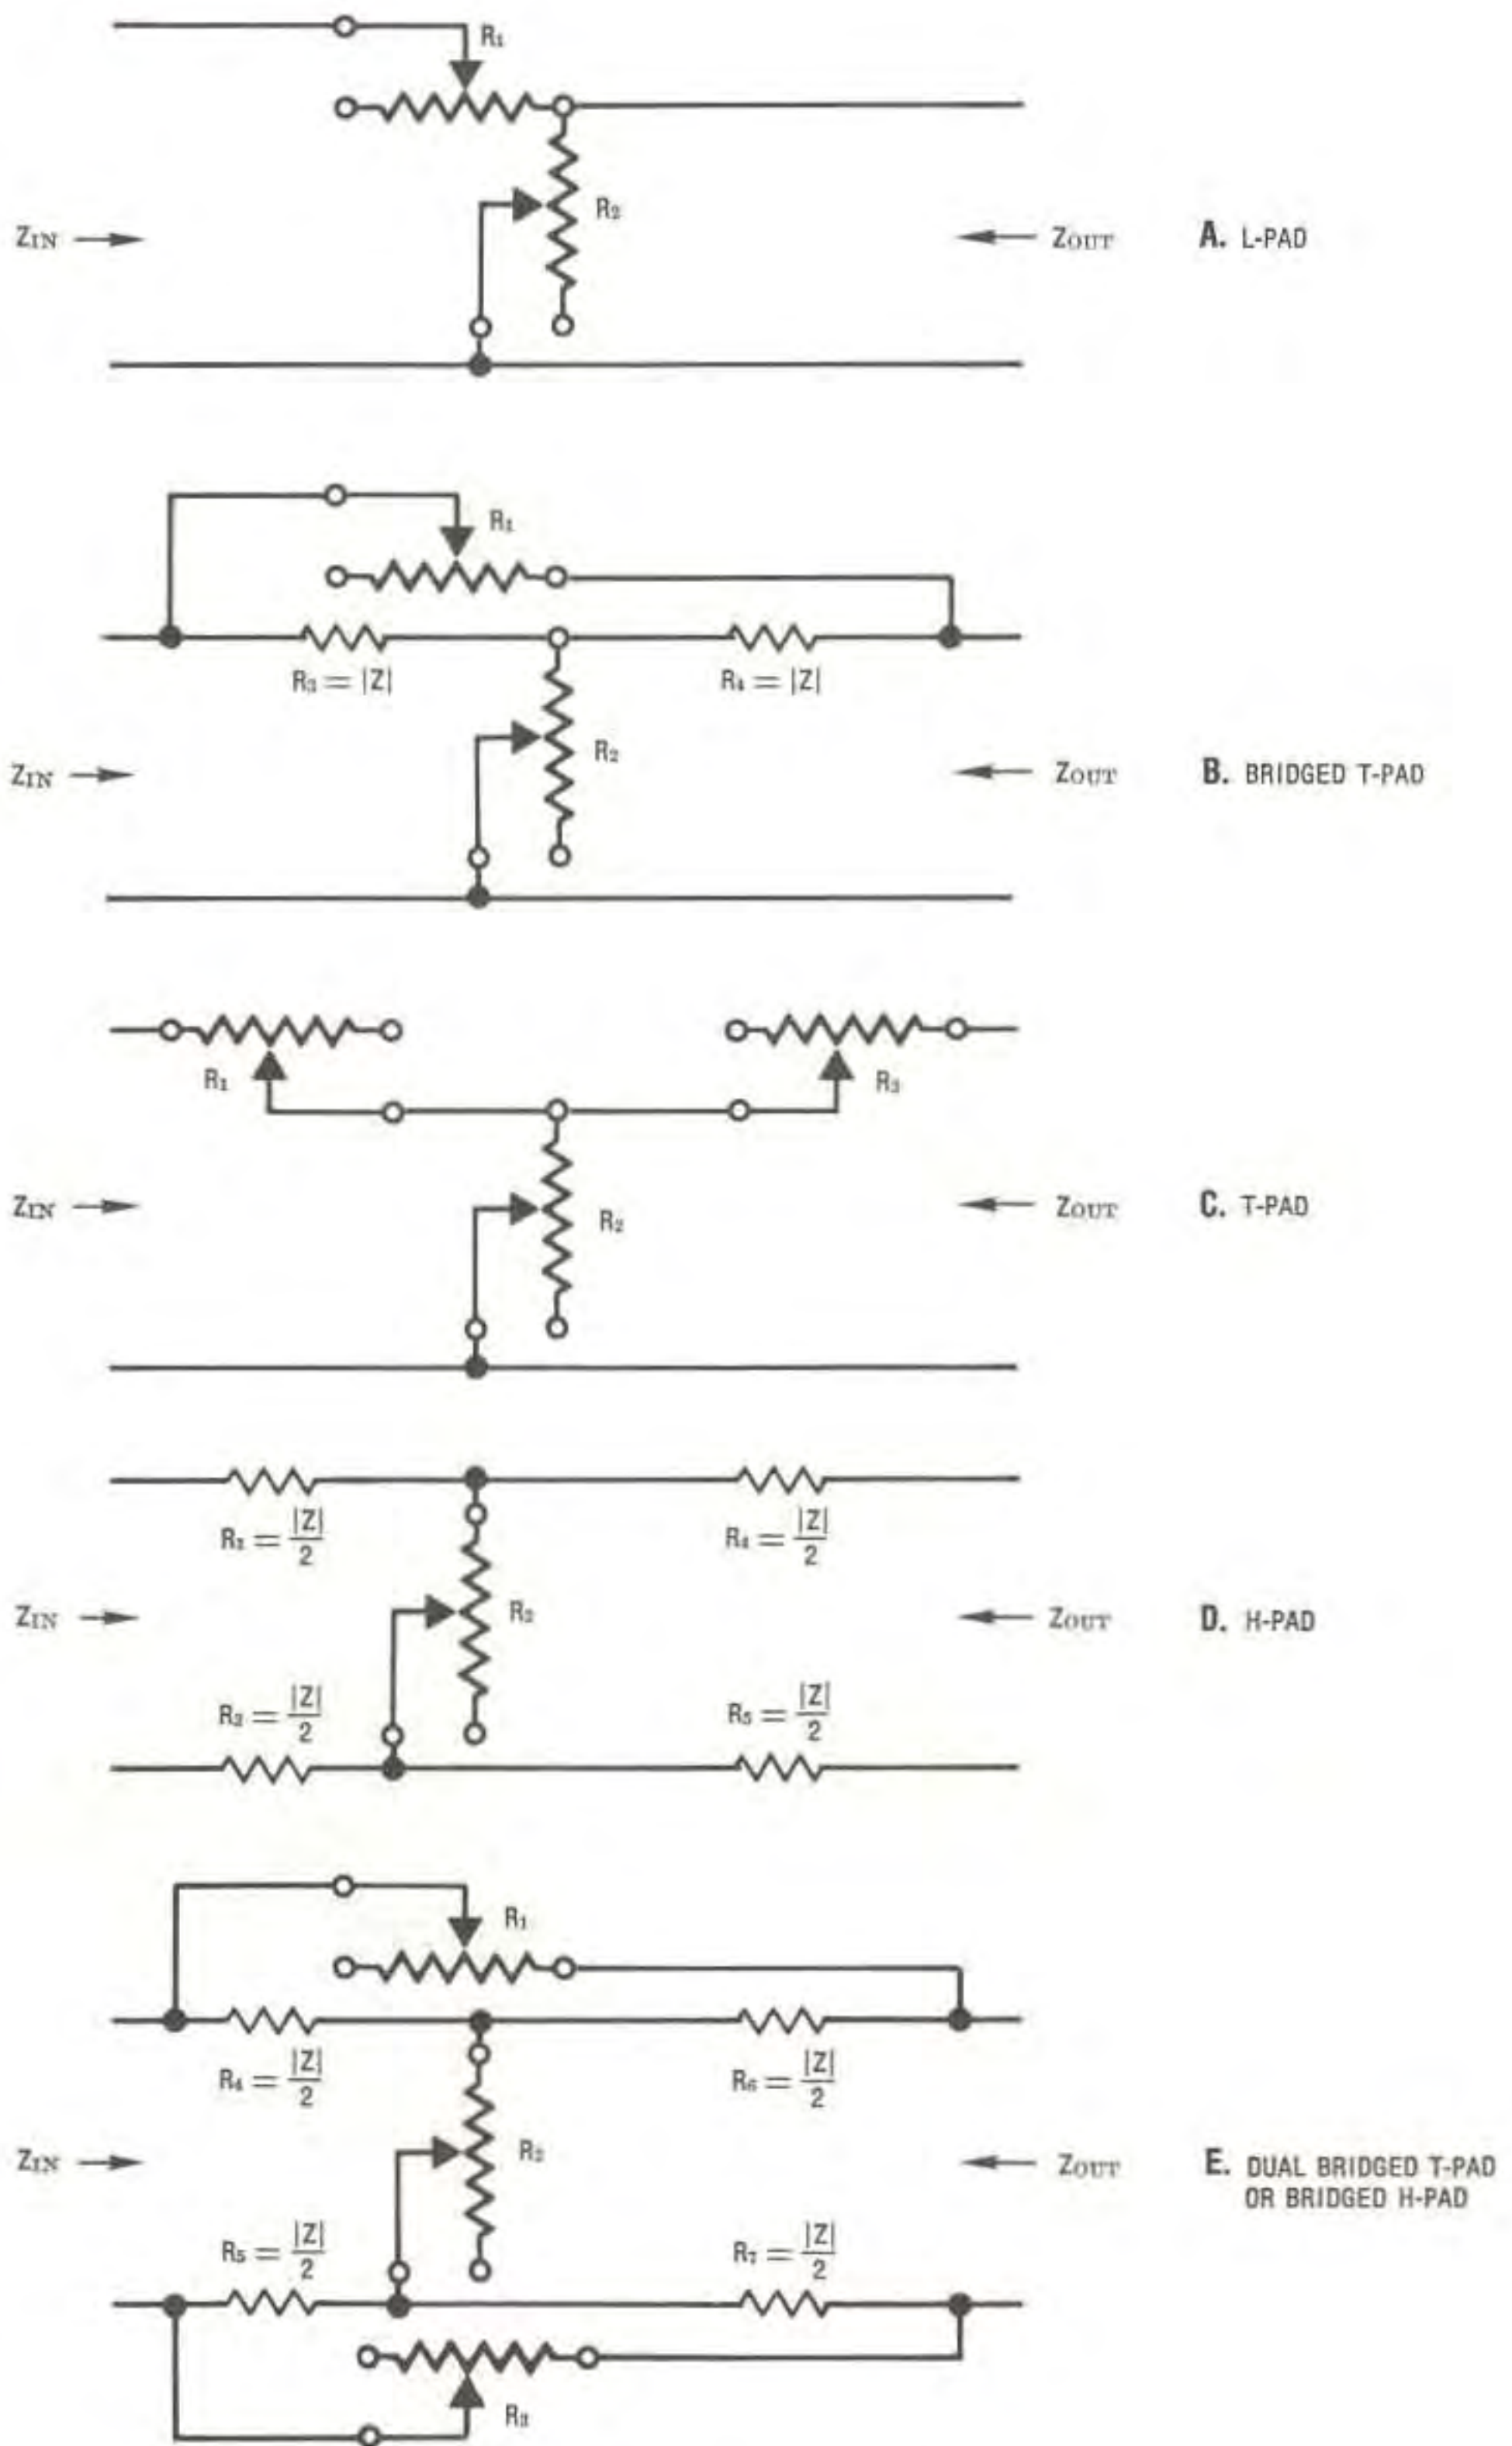 R₁
R₂
ZIN
ZOUT
A. L-PAD
R₁
R₃ = |Z|
R₄ = |Z|
R₂
ZIN
ZOUT
B. BRIDGED T-PAD
R₁
R₃
R₂
ZIN
ZOUT
C. T-PAD
R₁ = |Z|/2
R₄ = |Z|/2
ZIN
R₃
ZOUT
D. H-PAD
R₂ = |Z|/2
R₅ = |Z|/2
R₁
R₄ = |Z|/2
R₆ = |Z|/2
ZIN
R₂
ZOUT
E. DUAL BRIDGED T-PAD
OR BRIDGED H-PAD
R₅ = |Z|/2
R₇ = |Z|/2
R₃